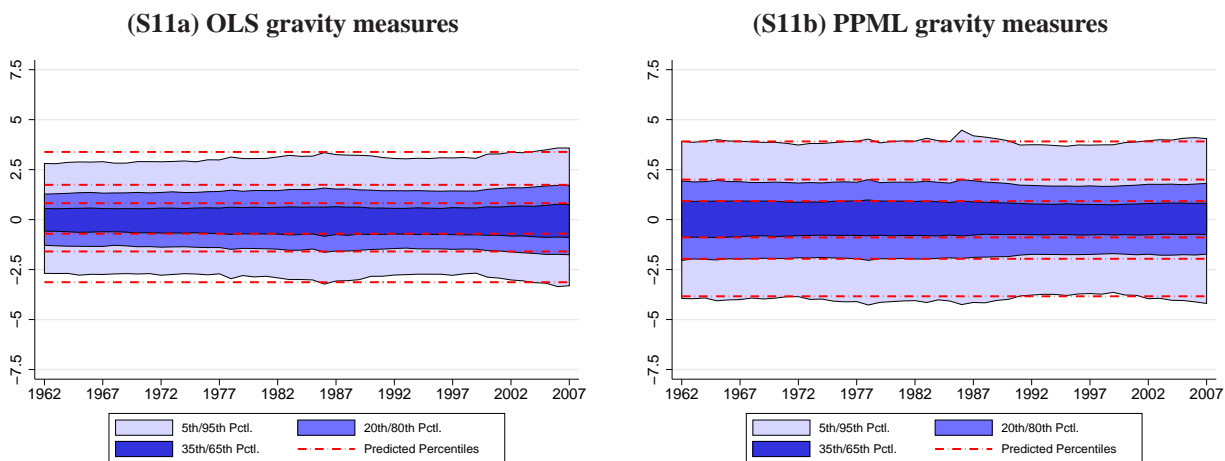 (S11a) OLS gravity measures
7.5
5
2.5
0
−2.5
−5
−7.5
1962 1967 1972 1977 1982 1987 1992 1997 2002 2007
5th/95th Pctl. 20th/80th Pctl.
35th/65th Pctl. Predicted Percentiles
(S11b) PPML gravity measures
7.5
5
2.5
0
−2.5
−5
−7.5
1962 1967 1972 1977 1982 1987 1992 1997 2002 2007
5th/95th Pctl. 20th/80th Pctl.
35th/65th Pctl. Predicted Percentiles